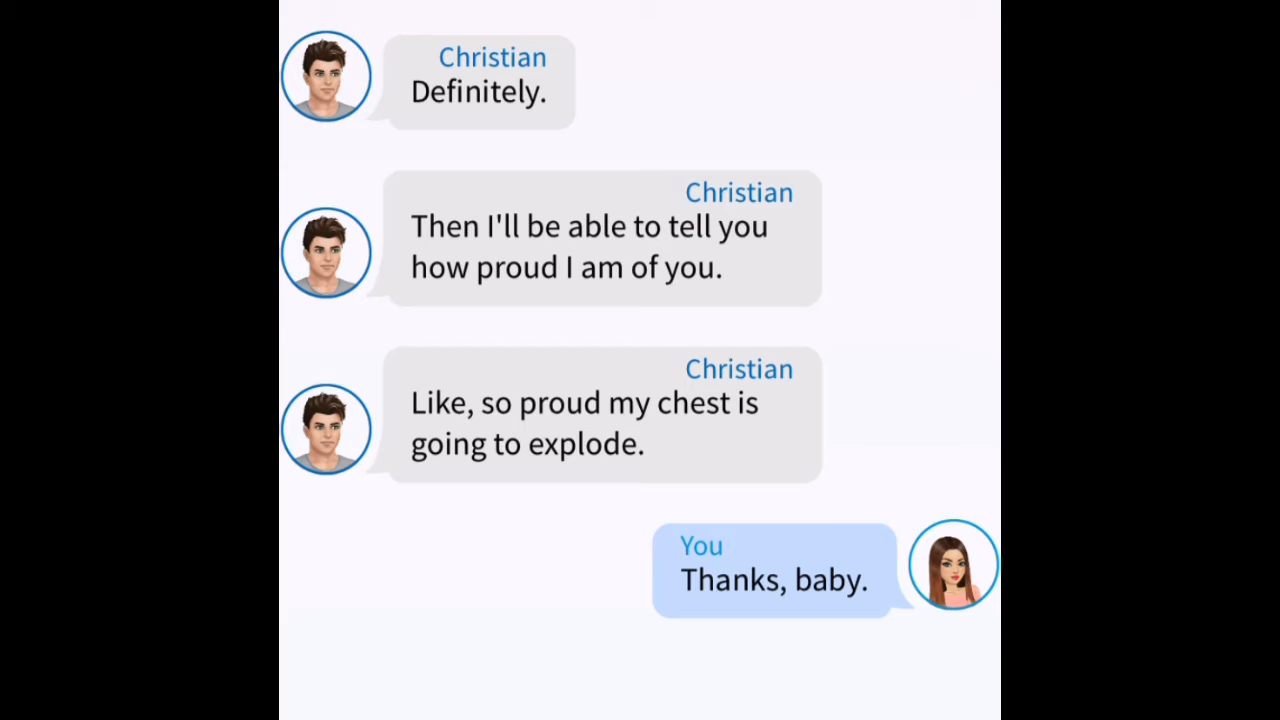 Christian
Definitely.
Christian
Then I'll be able to tell you
how proud I am of you.
Christian
Like, so proud my chest is
going to explode.
You
Thanks, baby.